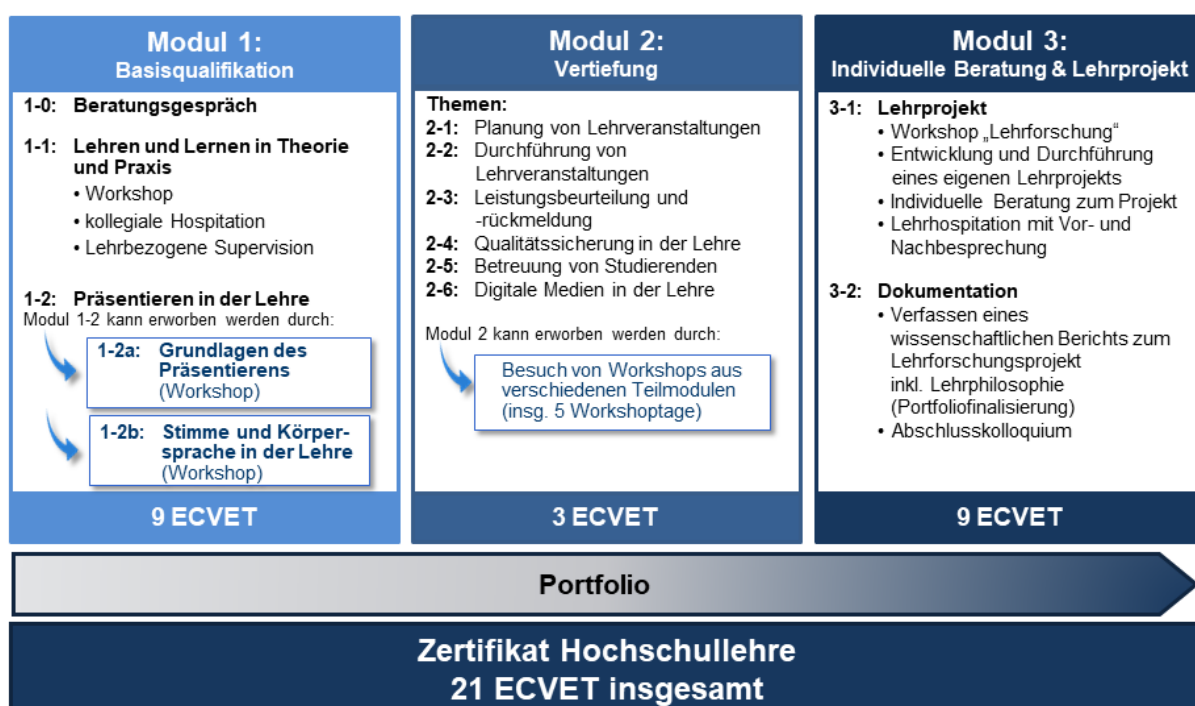 Modul 1:
Basisqualifikation
1-0: Beratungsgespräch
1-1: Lehren und Lernen in Theorie
und Praxis
• Workshop
• kollegiale Hospitation
• Lehrbezogene Supervision
1-2: Präsentieren in der Lehre
Modul 1-2 kann erworben werden durch:
1-2a: Grundlagen des
Präsentierens
(Workshop)
1-2b: Stimme und Körper-
sprache in der Lehre
(Workshop)
9 ECVET
Modul 2:
Vertiefung
Themen:
2-1: Planung von Lehrveranstaltungen
2-2: Durchführung von
Lehrveranstaltungen
2-3: Leistungsbeurteilung und
-rückmeldung
2-4: Qualitätssicherung in der Lehre
2-5: Betreuung von Studierenden
2-6: Digitale Medien in der Lehre
Modul 2 kann erworben werden durch:
Besuch von Workshops aus
verschiedenen Teilmodulen
(insg. 5 Workshoptage)
3 ECVET
Modul 3:
Individuelle Beratung & Lehrprojekt
3-1: Lehrprojekt
• Workshop „Lehrforschung“
• Entwicklung und Durchführung
eines eigenen Lehrprojekts
• Individuelle Beratung zum Projekt
• Lehrhospitation mit Vor- und
Nachbesprechung
3-2: Dokumentation
• Verfassen eines
wissenschaftlichen Berichts zum
Lehrforschungsprojekt
inkl. Lehrphilosophie
(Portfoliofinalisierung)
• Abschlusskolloquium
9 ECVET
Portfolio
Zertifikat Hochschullehre
21 ECVET insgesamt